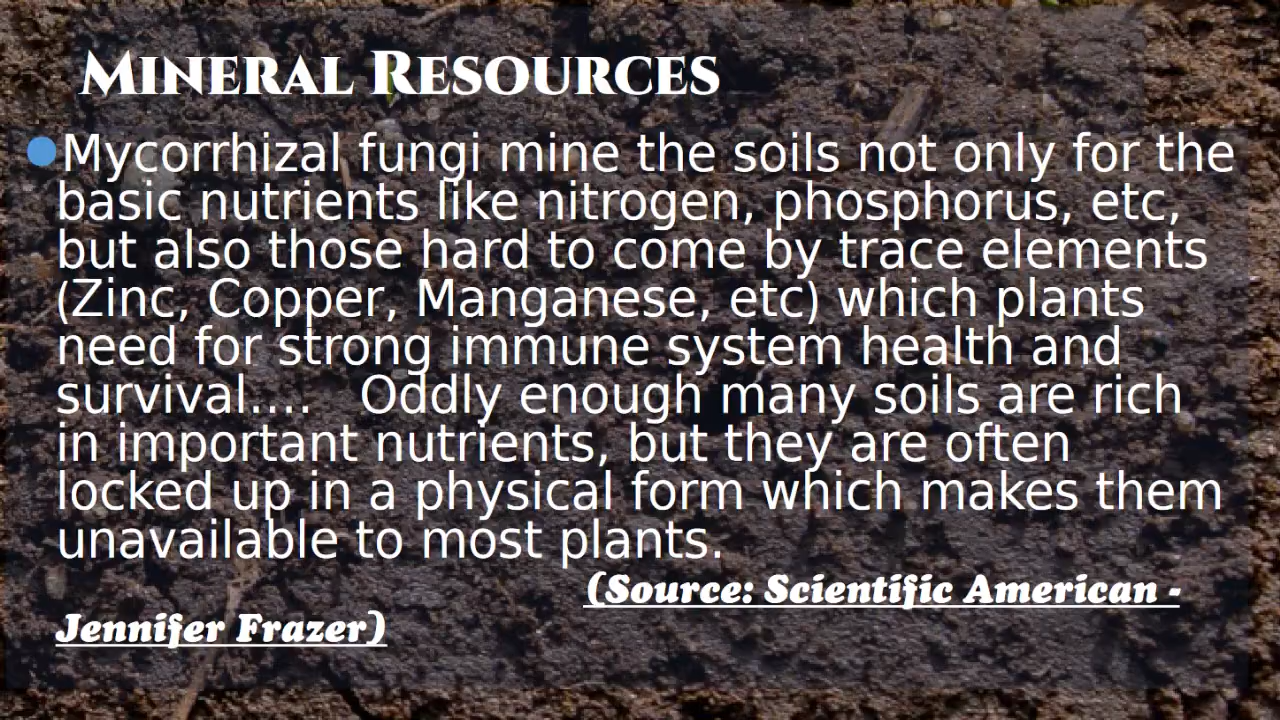 Mineral Resources
Mycorrhizal fungi mine the soils not only for the
basic nutrients like nitrogen, phosphorus, etc,
but also those hard to come by trace elements
(Zinc, Copper, Manganese, etc) which plants
need for strong immune system health and
survival.... Oddly enough many soils are rich
in important nutrients, but they are often
locked up in a physical form which makes them
unavailable to most plants.
(Source: Scientific American -
Jennifer Frazer)